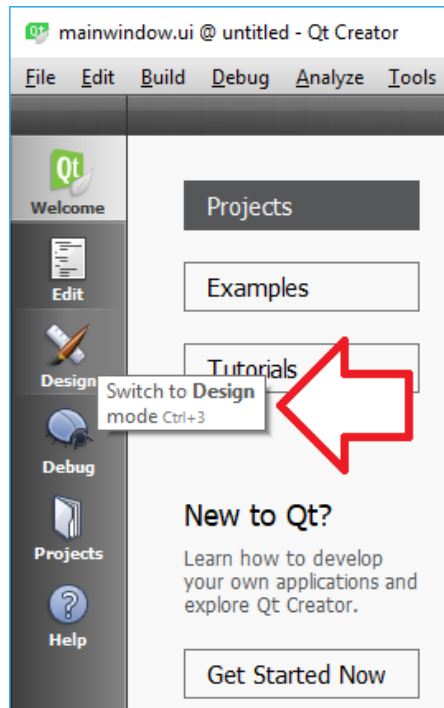 mainwindow.ui @ untitled - Qt Creator
File Edit Build Debug Analyze Tools
Qt
Welcome
Edit
Design
Debug
Projects
Help
Projects
Examples
Tutorials
Switch to Design
mode Ctrl+3
New to Qt?
Learn how to develop
your own applications and
explore Qt Creator.
Get Started Now